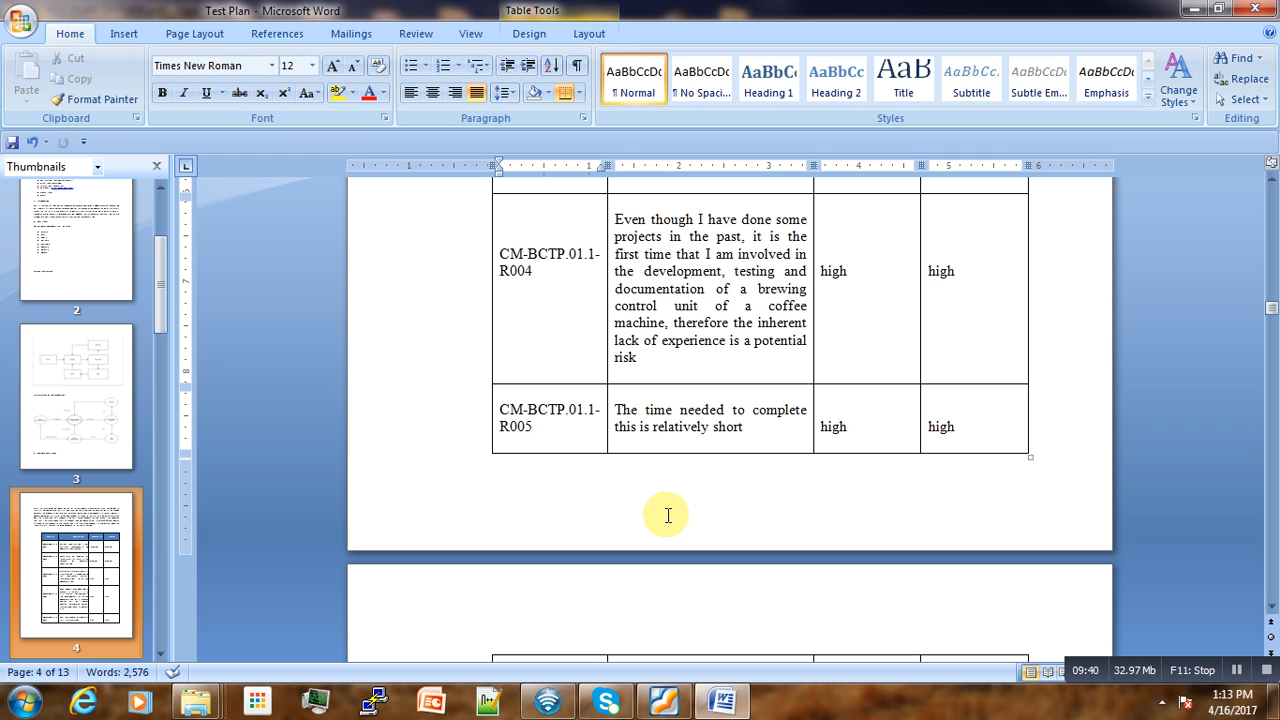 Test Plan - Microsoft Word
Table Tools
Home
Insert
Page Layout
References
Mailings
Review
View
Design
Layout
Cut
Copy
Format Painter
Paste
Clipboard
Times New Roman
12
Font
Paragraph
AaBbCcDc
¶ Normal
AaBbCcDc
¶ No Spaci...
AaBbCc
Heading 1
AaBbCc
Heading 2
AaB
Title
AaBbCc.
Subtitle
AaBbCcDc
Subtle Em...
AaBbCcDc
Emphasis
Change
Styles
Styles
Find
Replace
Select
Editing
Thumbnails
1 1 2 3 4 5 6
2
3
4
CM-BCTP.01.1-
R004
Even though I have done some
projects in the past, it is the
first time that I am involved in
the development, testing and
documentation of a brewing
control unit of a coffee
machine, therefore the inherent
lack of experience is a potential
risk
high
high
CM-BCTP.01.1-
R005
The time needed to complete
this is relatively short
high
high
Page: 4 of 13
Words: 2,576
09:40
32.97 Mb
F11: Stop
1:13 PM
4/16/2017